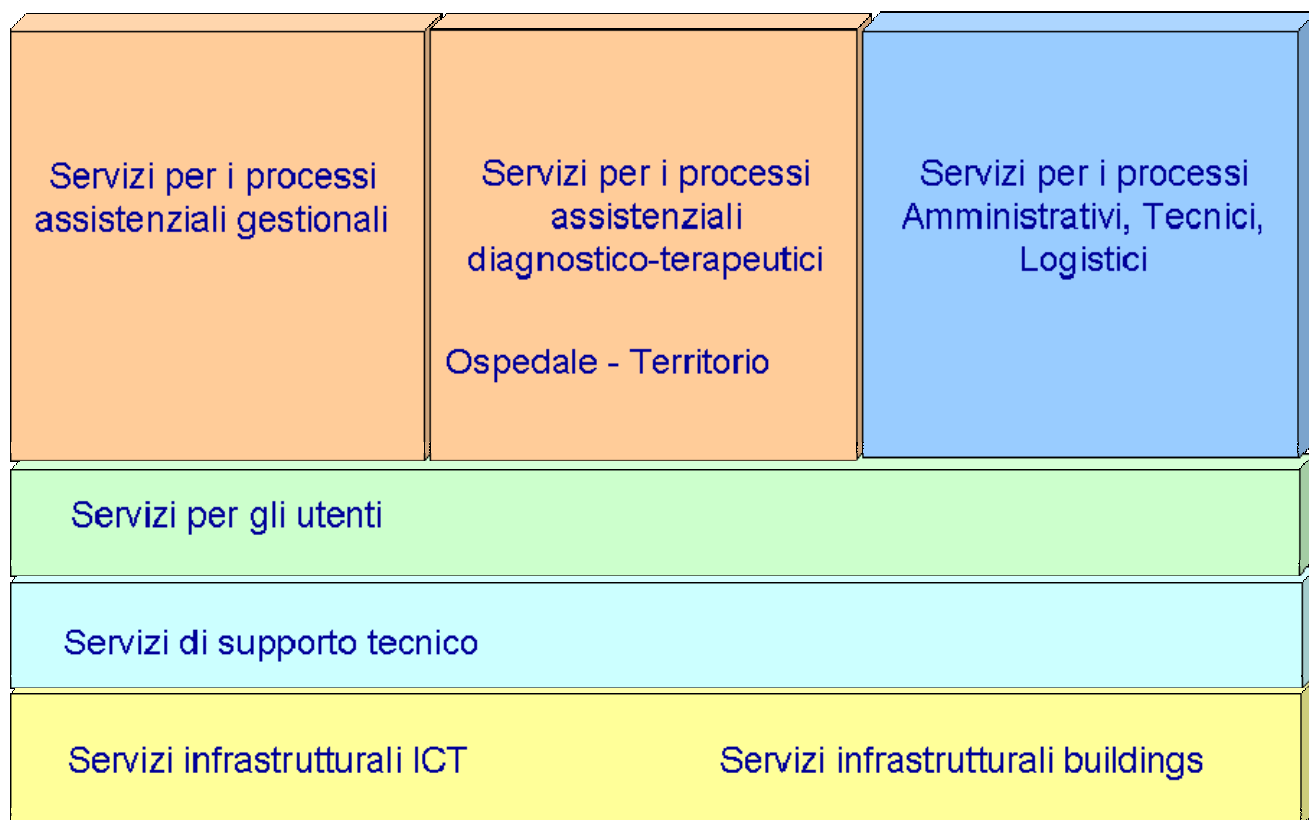 Servizi per i processi
assistenziali gestionali
Servizi per i processi
assistenziali
diagnostico-terapeutici
Ospedale - Territorio
Servizi per i processi
Amministrativi, Tecnici,
Logistici
Servizi per gli utenti
Servizi di supporto tecnico
Servizi infrastrutturali ICT
Servizi infrastrutturali buildings